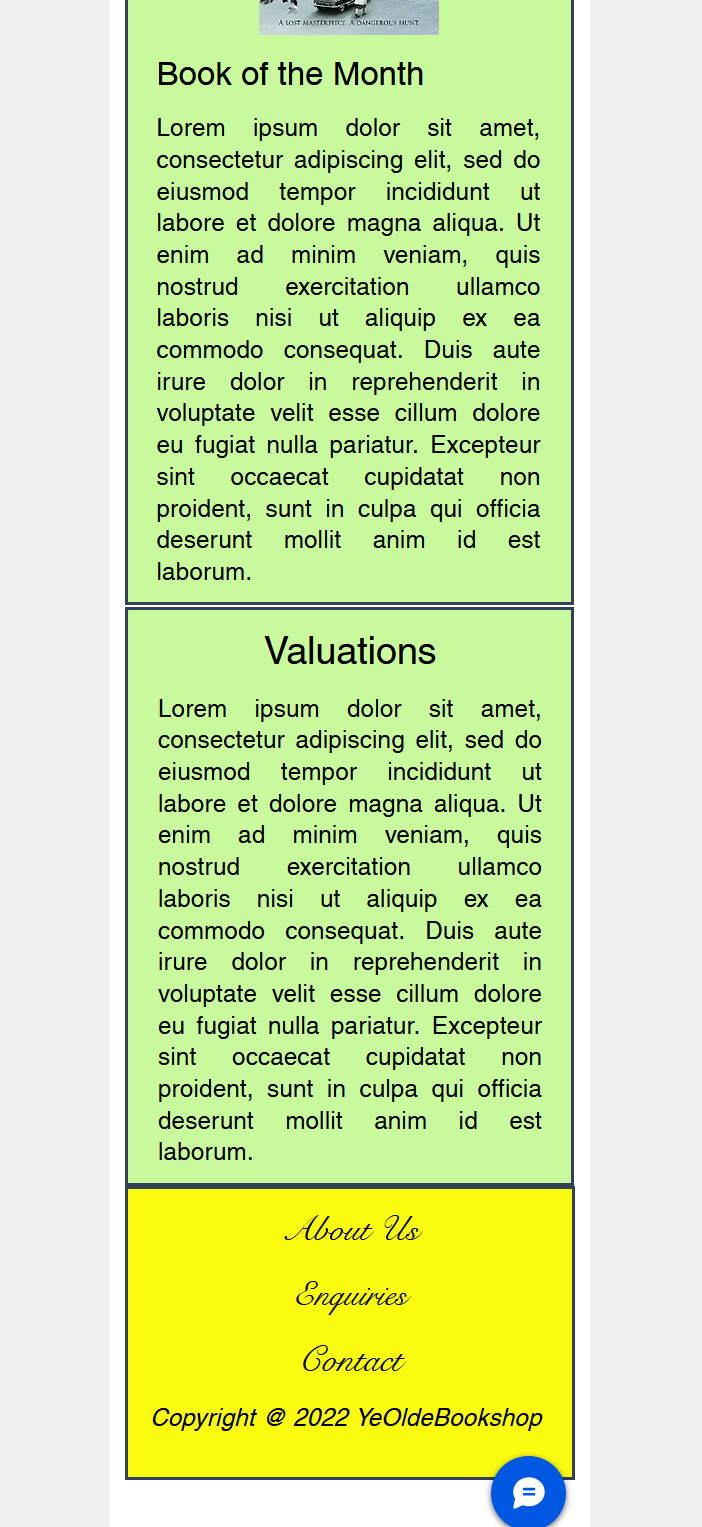 A LOST MASTERPIECE. A DANGEROUS HUNT.
Book of the Month
Lorem ipsum dolor sit amet,
consectetur adipiscing elit, sed do
eiusmod tempor incididunt ut
labore et dolore magna aliqua. Ut
enim ad minim veniam, quis
nostrud exercitation ullamco
laboris nisi ut aliquip ex ea
commodo consequat. Duis aute
irure dolor in reprehenderit in
voluptate velit esse cillum dolore
eu fugiat nulla pariatur. Excepteur
sint occaecat cupidatat non
proident, sunt in culpa qui officia
deserunt mollit anim id est
laborum.
Valuations
Lorem ipsum dolor sit amet,
consectetur adipiscing elit, sed do
eiusmod tempor incididunt ut
labore et dolore magna aliqua. Ut
enim ad minim veniam, quis
nostrud exercitation ullamco
laboris nisi ut aliquip ex ea
commodo consequat. Duis aute
irure dolor in reprehenderit in
voluptate velit esse cillum dolore
eu fugiat nulla pariatur. Excepteur
sint occaecat cupidatat non
proident, sunt in culpa qui officia
deserunt mollit anim id est
laborum.
About Us
Enquiries
Contact
Copyright @ 2022 YeOldeBookshop